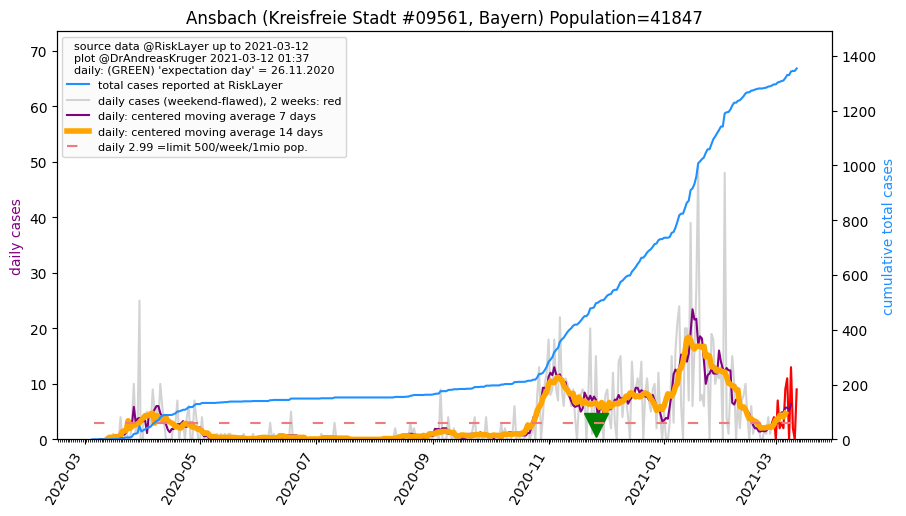 Ansbach (Kreisfreie Stadt #09561, Bayern) Population=41847
source data @RiskLayer up to 2021-03-12
plot @DrAndreasKruger 2021-03-12 01:37
daily: (GREEN) 'expectation day' = 26.11.2020
total cases reported at RiskLayer
daily cases (weekend-flawed), 2 weeks: red
daily: centered moving average 7 days
daily: centered moving average 14 days
daily 2.99 =limit 500/week/1mio pop.
daily cases
70
60
50
40
30
20
10
0
cumulative total cases
1400
1200
1000
800
600
400
200
0
2020-03
2020-05
2020-07
2020-09
2020-11
2021-01
2021-03